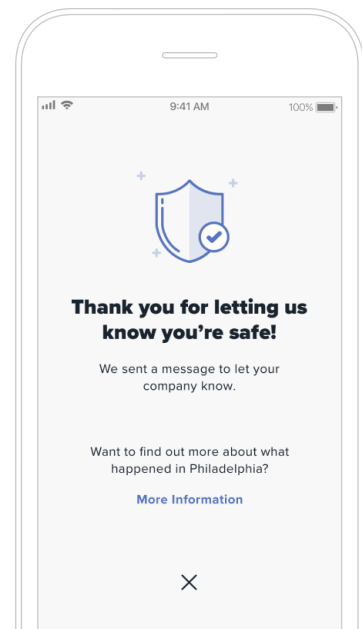 9:41 AM
100%
Thank you for letting us
know you’re safe!
We sent a message to let your
company know.
Want to find out more about what
happened in Philadelphia?
More Information